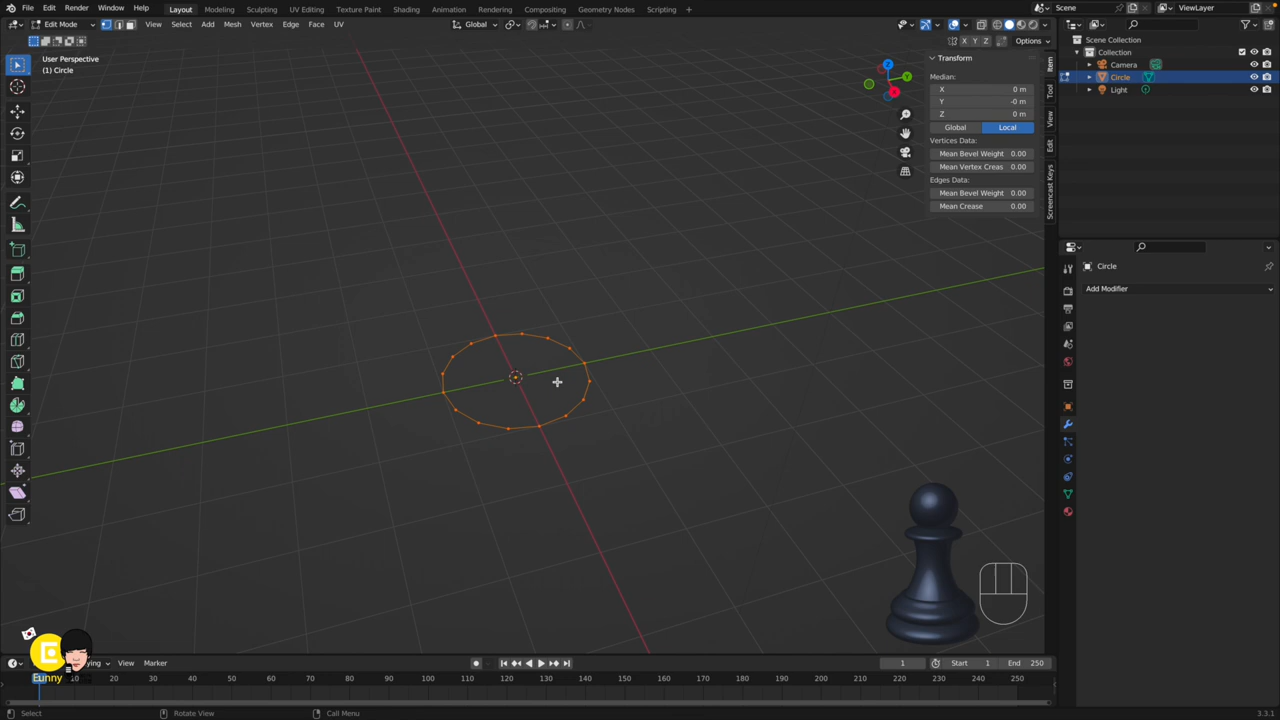 File Edit Render Window Help Layout Modeling Sculpting UV Editing Texture Paint Shading Animation Rendering Compositing Geometry Nodes Scripting Scene ViewLayer
Edit Mode View Select Add Mesh Vertex Edge Face UV Global
X Y Z Options
User Perspective
(1) Circle
Z
Y
X
Transform
Median:
X 0 m
Y -0 m
Z 0 m
Global Local
Vertices Data:
Mean Bevel Weight 0.00
Mean Vertex Creas 0.00
Edges Data:
Mean Bevel Weight 0.00
Mean Crease 0.00
Item
Tool
View
Edit
Screencast Keys
Scene Collection
Collection
Camera
Circle
Light
Circle
Add Modifier
View Marker
1 Start 1 End 250
Eunny
10 20 30 40 50 60 70 80 90 100 110 120 130 140 150 160 170 180 190 200 210 220 230 240 250
Select Rotate View Call Menu 3.3.1